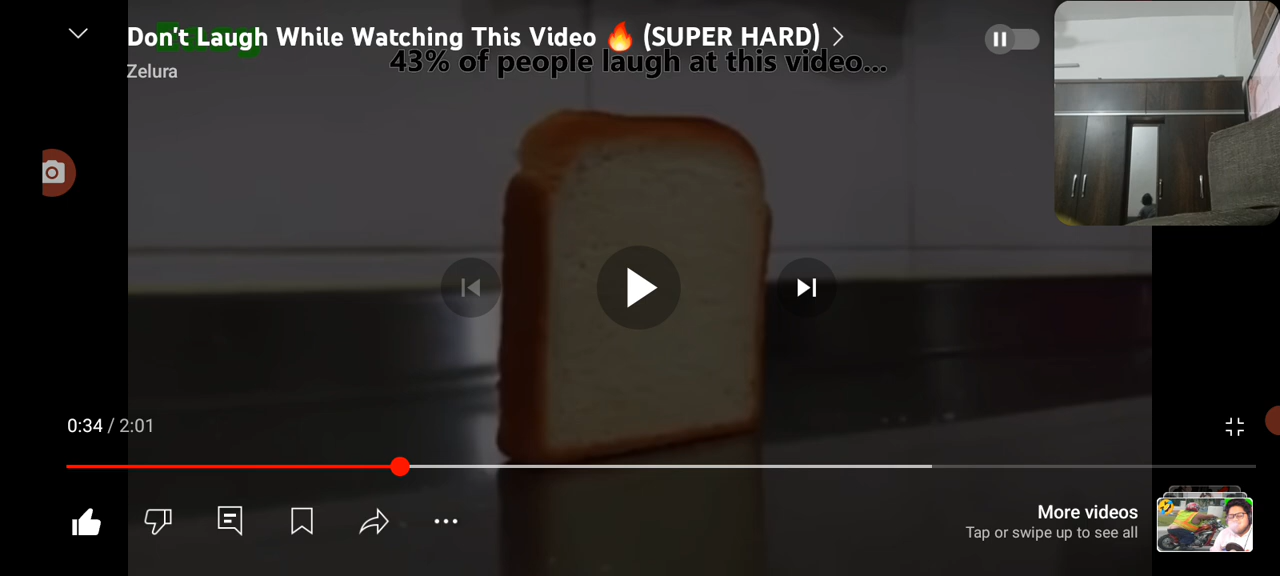 Don't Laugh While Watching This Video 🔥 (SUPER HARD)
43% of people laugh at this video...
Zelura
0:34 / 2:01
More videos
Tap or swipe up to see all